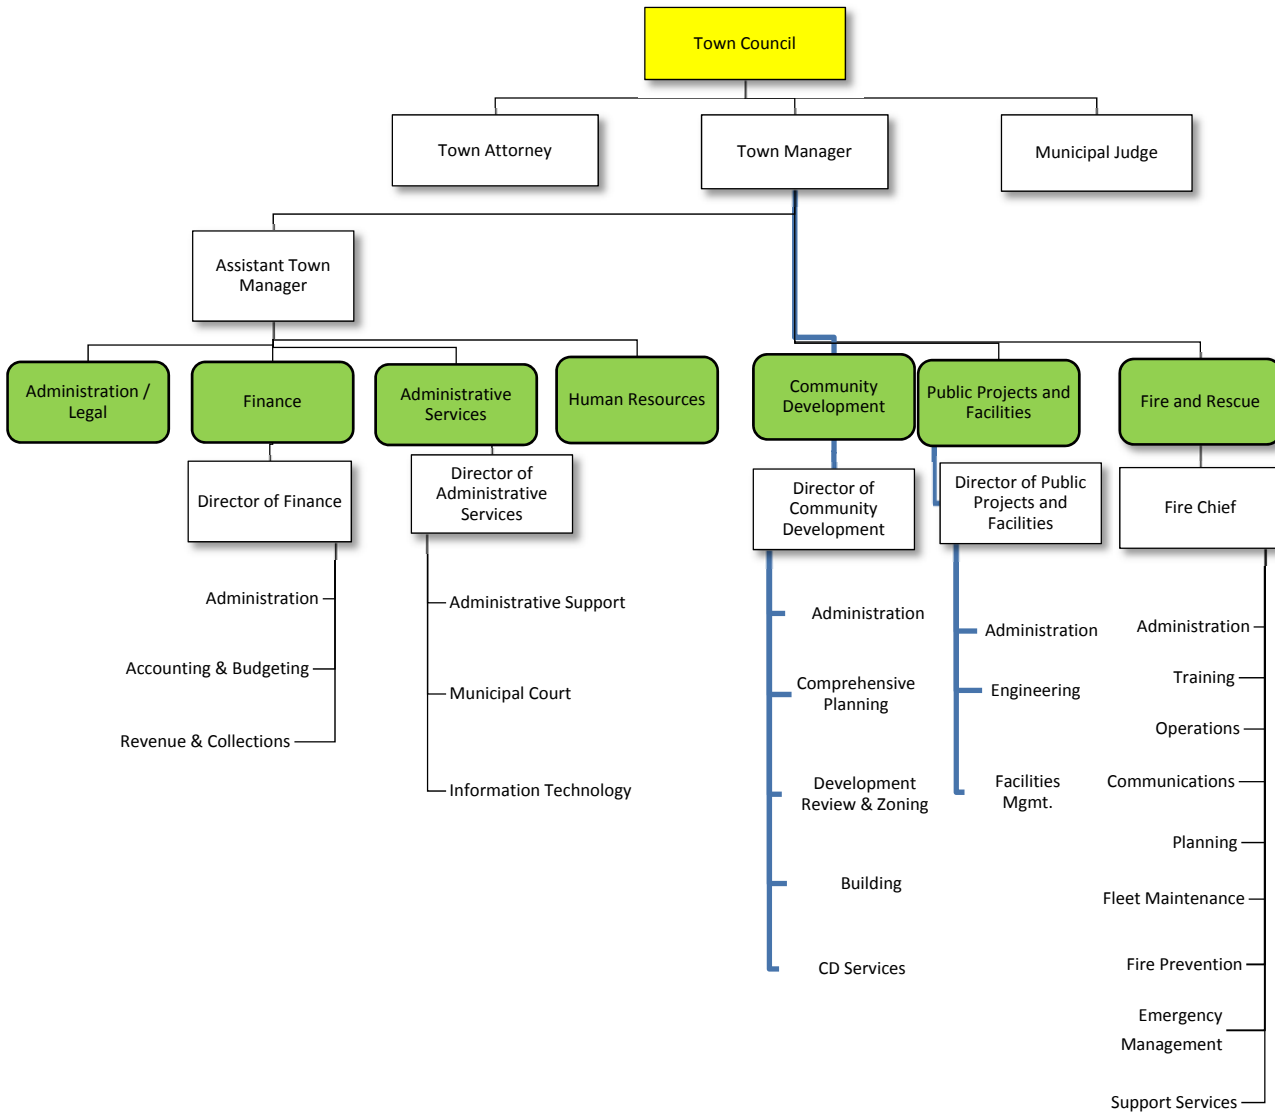 Town Council
Town Attorney
Town Manager
Municipal Judge
Assistant Town
Manager
Administration /
Legal
Finance
Administrative
Services
Human Resources
Community
Development
Public Projects and
Facilities
Fire and Rescue
Director of Finance
Director of
Administrative
Services
Director of
Community
Development
Director of Public
Projects and
Facilities
Fire Chief
Administration
Accounting & Budgeting
Revenue & Collections
Administrative Support
Municipal Court
Information Technology
Administration
Comprehensive
Planning
Development
Review & Zoning
Building
CD Services
Administration
Engineering
Facilities
Mgmt.
Administration
Training
Operations
Communications
Planning
Fleet Maintenance
Fire Prevention
Emergency
Management
Support Services